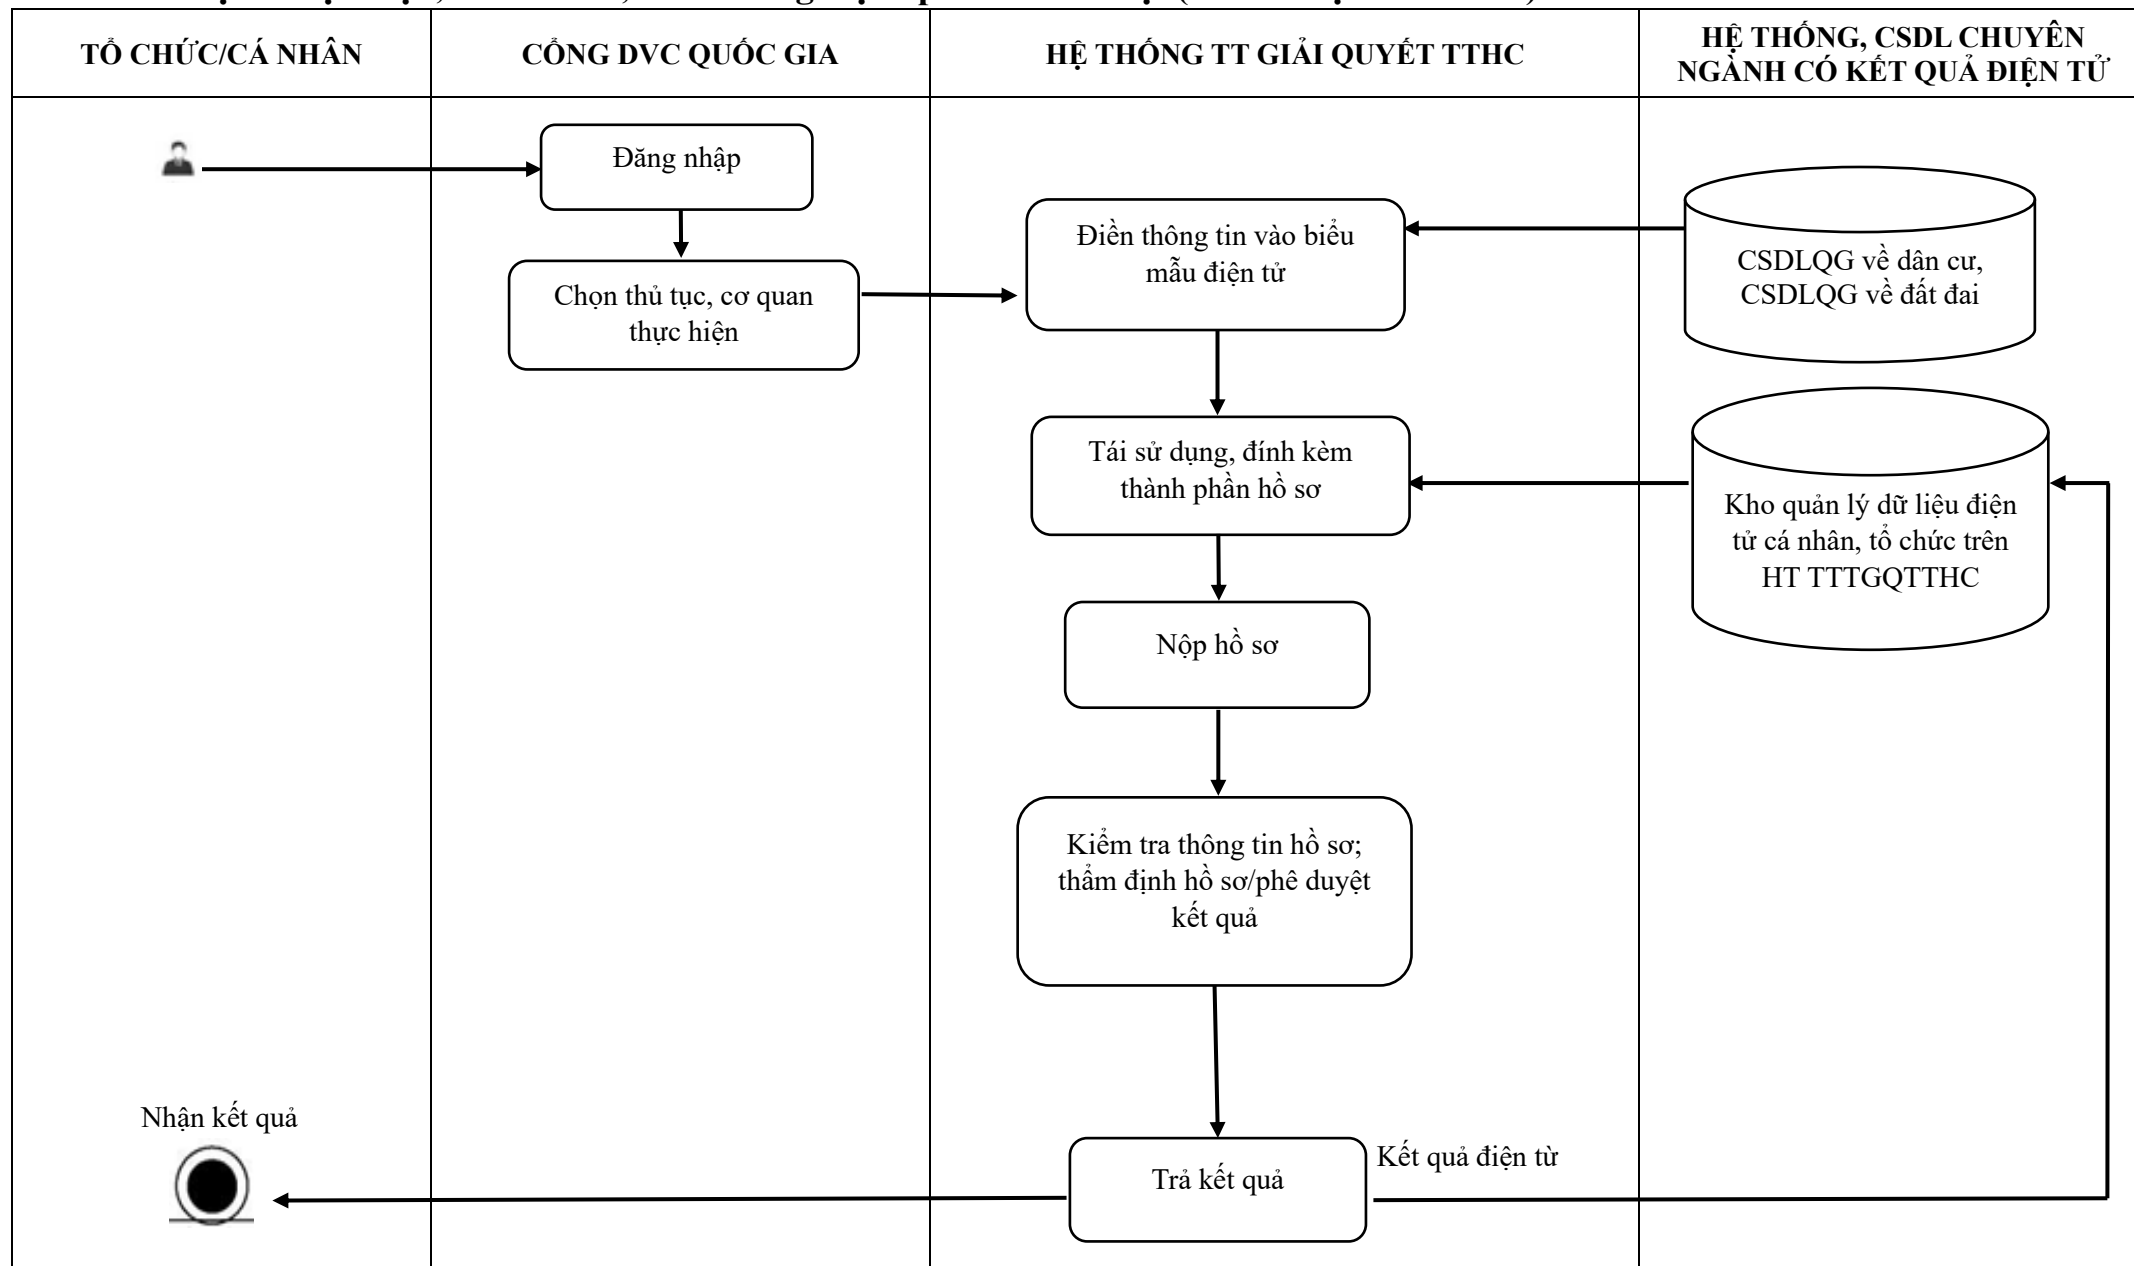 TỔ CHỨC/CÁ NHÂN
CỔNG DVC QUỐC GIA
HỆ THỐNG TT GIẢI QUYẾT TTHC
HỆ THỐNG, CSDL CHUYÊN
NGÀNH CÓ KẾT QUẢ ĐIỆN TỬ
Đăng nhập
Chọn thủ tục, cơ quan
thực hiện
Điền thông tin vào biểu
mẫu điện tử
CSDLQG về dân cư,
CSDLQG về đất đai
Tái sử dụng, đính kèm
thành phần hồ sơ
Kho quản lý dữ liệu điện
tử cá nhân, tổ chức trên
HT TTTGQTTHC
Nộp hồ sơ
Kiểm tra thông tin hồ sơ;
thẩm định hồ sơ/phê duyệt
kết quả
Nhận kết quả
Trả kết quả
Kết quả điện từ